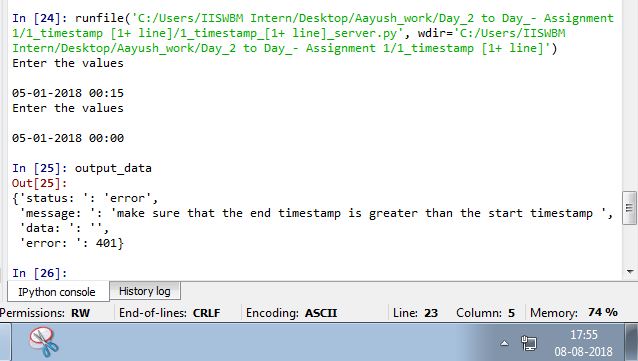 In [24]: runfile('C:/Users/IISWBM Intern/Desktop/Aayush_work/Day_2 to Day_- Assignment
1/1_timestamp [1+ line]/1_timestamp_[1+ line]_server.py', wdir='C:/Users/IISWBM
Intern/Desktop/Aayush_work/Day_2 to Day_- Assignment 1/1_timestamp [1+ line]')
Enter the values
05-01-2018 00:15
Enter the values
05-01-2018 00:00
In [25]: output_data
Out[25]:
{'status: ': 'error',
'message: ': 'make sure that the end timestamp is greater than the start timestamp ',
'data: ': '',
'error: ': 401}
In [26]:
IPython console History log
Permissions: RW End-of-lines: CRLF Encoding: ASCII Line: 23 Column: 5 Memory: 74 %
17:55
08-08-2018